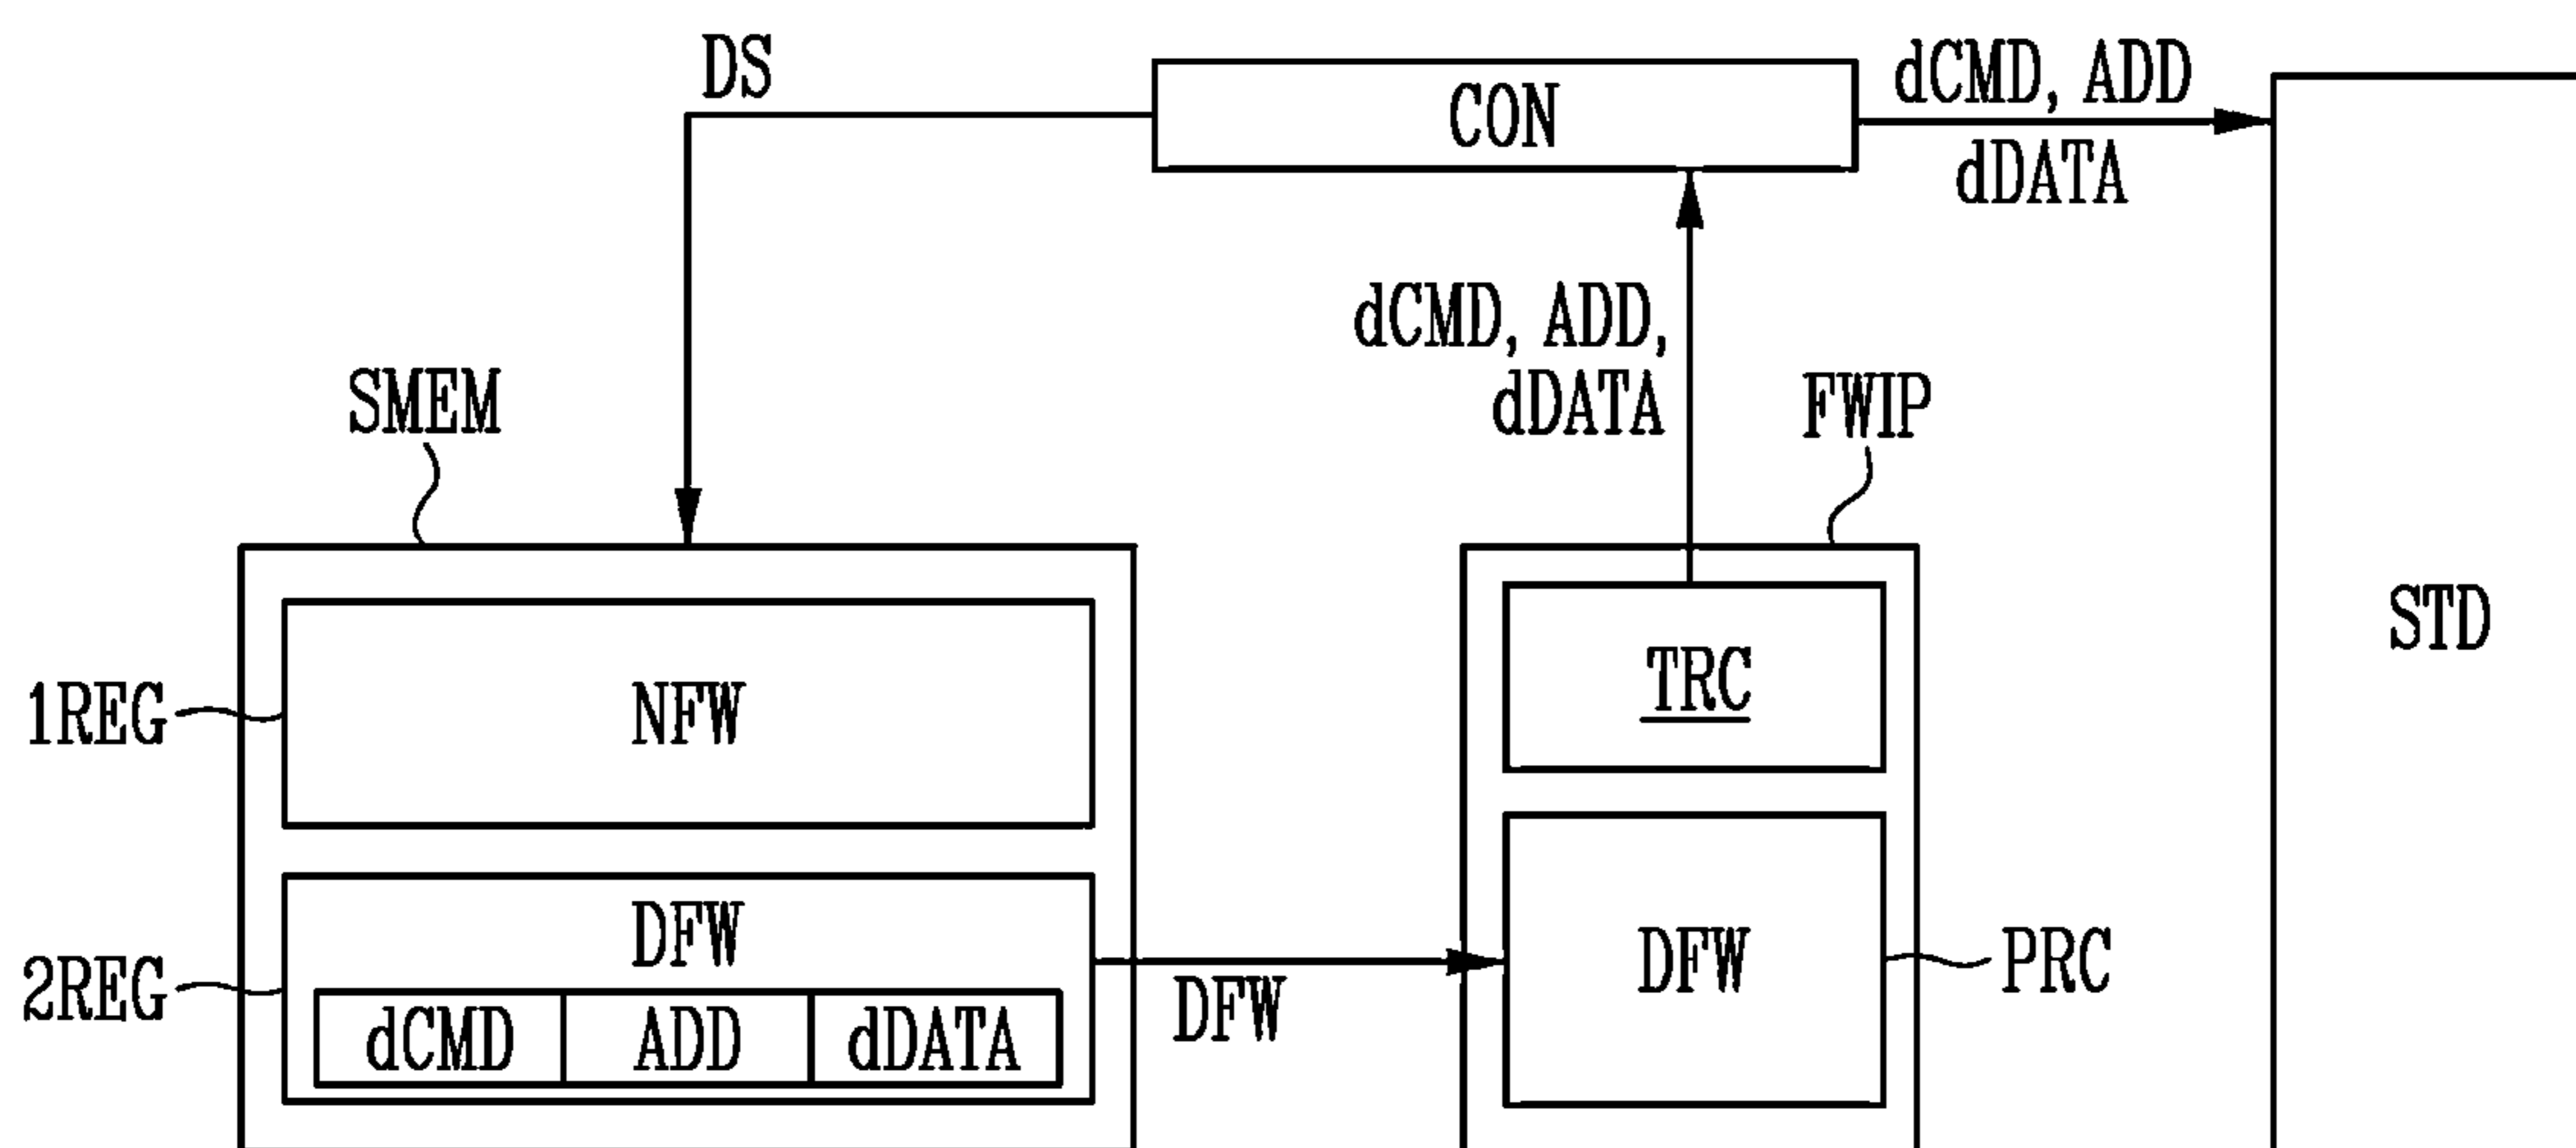 DS
CON
dCMD, ADD
dDATA
dCMD, ADD,
dDATA
SMEM
FWIP
STD
1REG
NFW
TRC
2REG
DFW
dCMD ADD dDATA
DFW
DFW
PRC